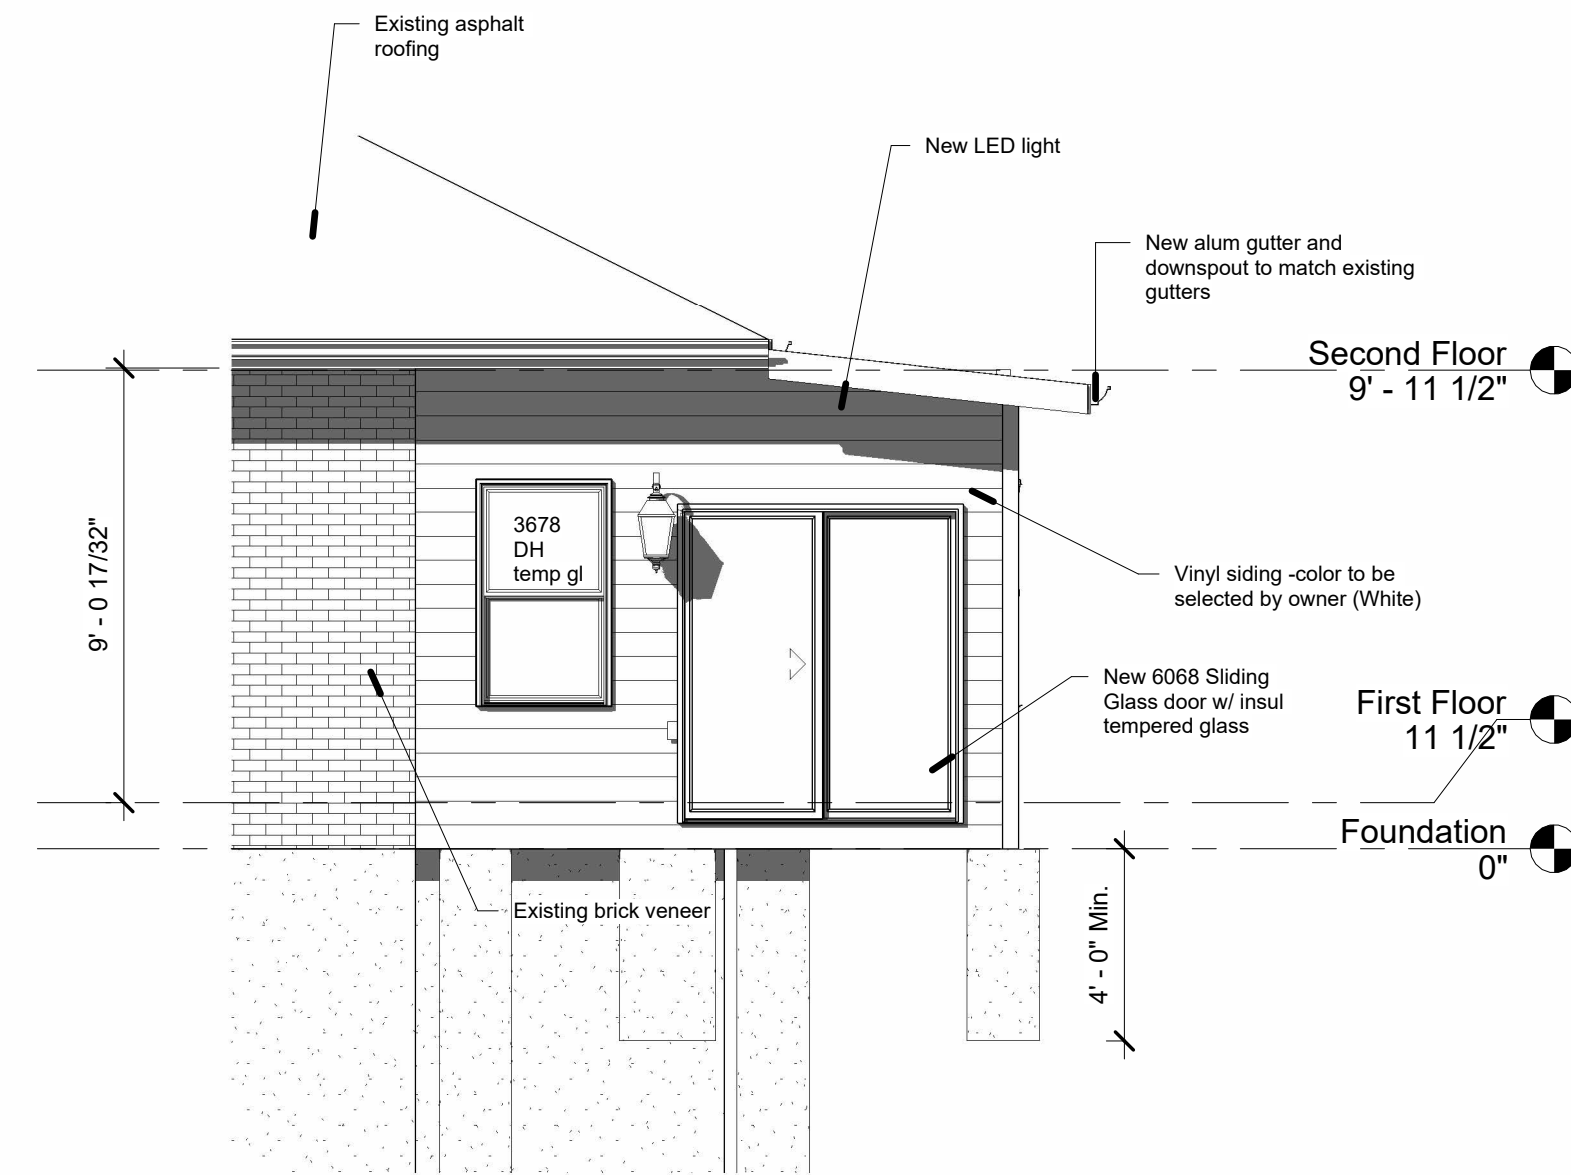 Existing asphalt
roofing
New LED light
New alum gutter and
downspout to match existing
gutters
Second Floor
9' - 11 1/2"
3678
DH
temp gl
9' - 0 17/32"
Vinyl siding -color to be
selected by owner (White)
New 6068 Sliding
Glass door w/ insul
tempered glass
First Floor
11 1/2"
Foundation
0"
Existing brick veneer
4' - 0" Min.